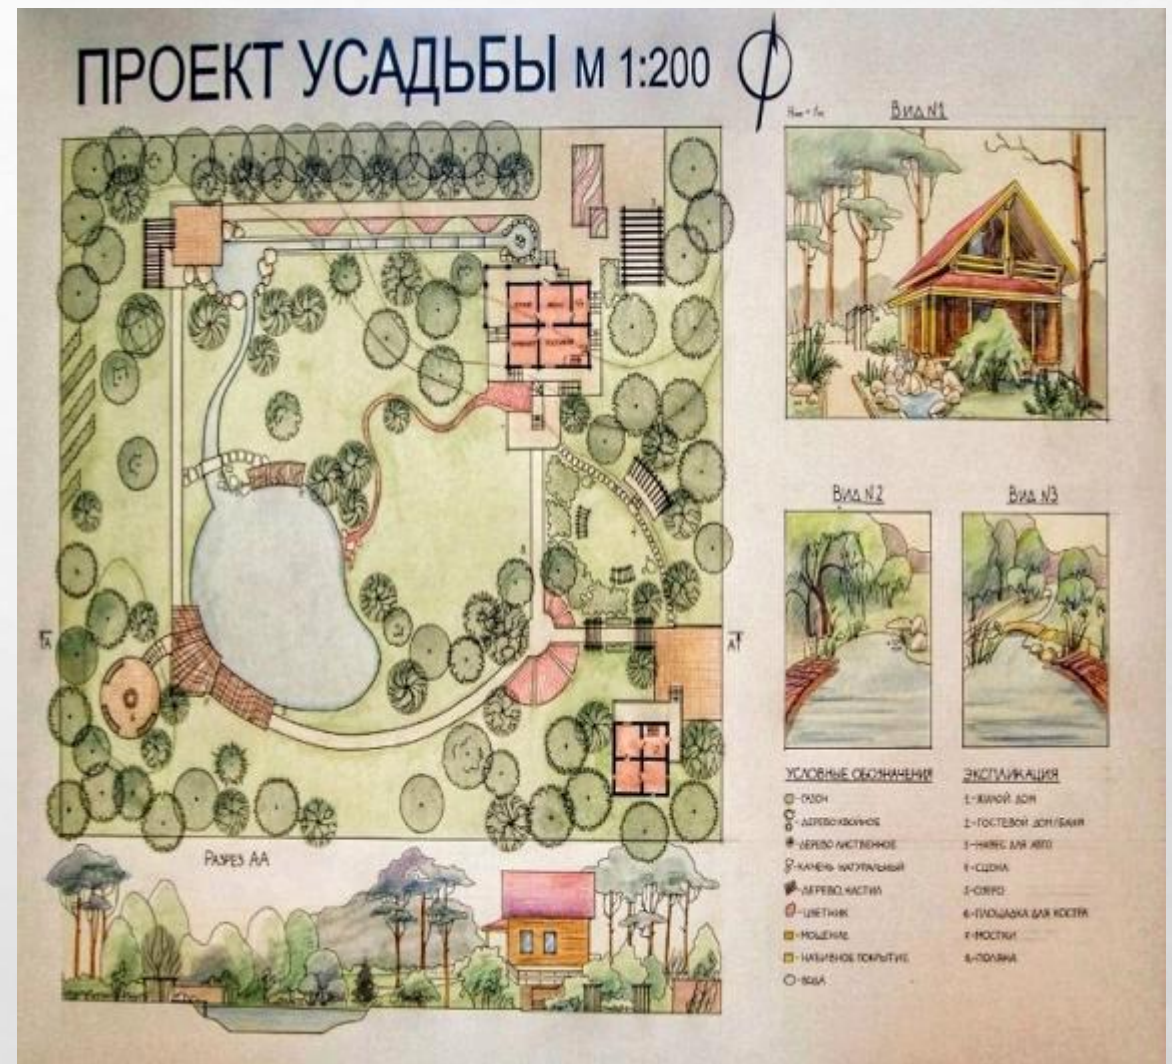 ПРОЕКТ УСАДЬБЫ М 1:200
ВИД №1
ВИД №2
ВИД №3
А
А1
РАЗРЕЗ АА
УСЛОВНЫЕ ОБОЗНАЧЕНИЯ
-ГАЗОН
-ДЕРЕВО ХВОЙНОЕ
-ДЕРЕВО ЛИСТВЕННОЕ
-КАМЕНЬ НАТУРАЛЬНЫЙ
-ДЕРЕВО, НАСТИЛ
-ЦВЕТНИК
-МОЩЕНИЕ
-НАБИВНОЕ ПОКРЫТИЕ
-ВОДА
ЭКСПЛИКАЦИЯ
1-ЖИЛОЙ ДОМ
2-ГОСТЕВОЙ ДОМ/БАНЯ
3-НАВЕС ДЛЯ АВТО
4-СЦЕНА
5-ОЗЕРО
6-ПЛОЩАДКА ДЛЯ КОСТРА
7-МОСТКИ
8-ПОЛЯНА